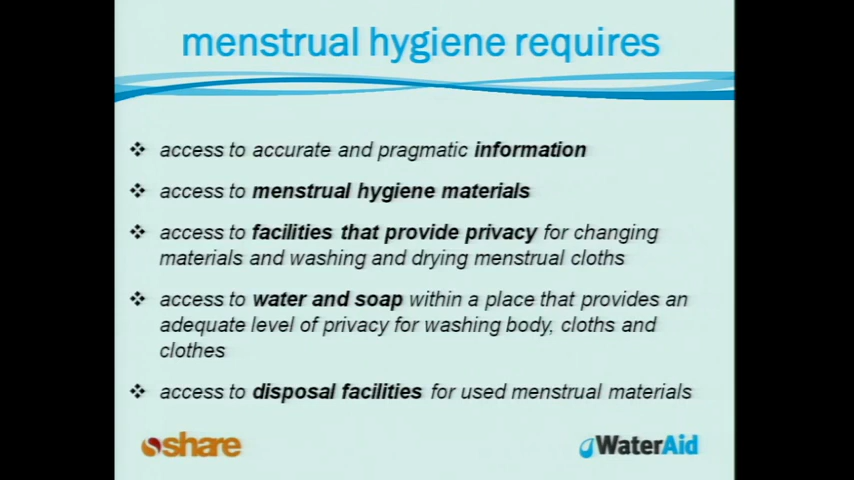 menstrual hygiene requires
❖ access to accurate and pragmatic information
❖ access to menstrual hygiene materials
❖ access to facilities that provide privacy for changing
materials and washing and drying menstrual cloths
❖ access to water and soap within a place that provides an
adequate level of privacy for washing body, cloths and
clothes
❖ access to disposal facilities for used menstrual materials
share
WaterAid